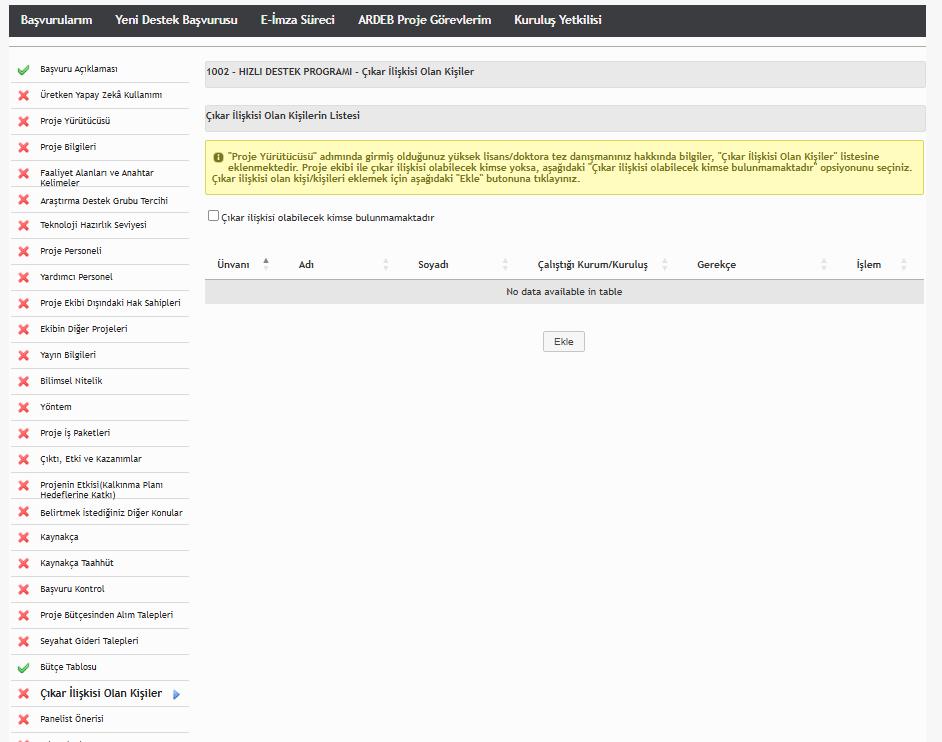 Başvurularım Yeni Destek Başvurusu E-İmza Süreci ARDEB Proje Görevlerim Kuruluş Yetkilisi
Başvuru Açıklaması
Üretken Yapay Zekâ Kullanımı
Proje Yürütücüsü
Proje Bilgileri
Faaliyet Alanları ve Anahtar
Kelimeler
Araştırma Destek Grubu Tercihi
Teknoloji Hazırlık Seviyesi
Proje Personeli
Yardımcı Personel
Proje Ekibi Dışındaki Hak Sahipleri
Ekibin Diğer Projeleri
Yayın Bilgileri
Bilimsel Nitelik
Yöntem
Proje İş Paketleri
Çıktı, Etki ve Kazanımlar
Projenin Etkisi(Kalkınma Planı
Hedeflerine Katkı)
Belirtmek İstediğiniz Diğer Konular
Kaynakça
Kaynakça Taahhüt
Başvuru Kontrol
Proje Bütçesinden Alım Talepleri
Seyahat Gideri Talepleri
Bütçe Tablosu
Çıkar İlişkisi Olan Kişiler
Panelist Önerisi
1002 - HIZLI DESTEK PROGRAMI - Çıkar İlişkisi Olan Kişiler
Çıkar İlişkisi Olan Kişilerin Listesi
"Proje Yürütücüsü" adımında girmiş olduğunuz yüksek lisans/doktora tez danışmanınız hakkında bilgiler, "Çıkar İlişkisi Olan Kişiler" listesine
eklenmektedir. Proje ekibi ile çıkar ilişkisi olabilecek kimse yoksa, aşağıdaki "Çıkar ilişkisi olabilecek kimse bulunmamaktadır" opsiyonunu seçiniz.
Çıkar ilişkisi olan kişi/kişileri eklemek için aşağıdaki "Ekle" butonuna tıklayınız.
Çıkar ilişkisi olabilecek kimse bulunmamaktadır
Ünvanı Adı Soyadı Çalıştığı Kurum/Kuruluş Gerekçe İşlem
No data available in table
Ekle